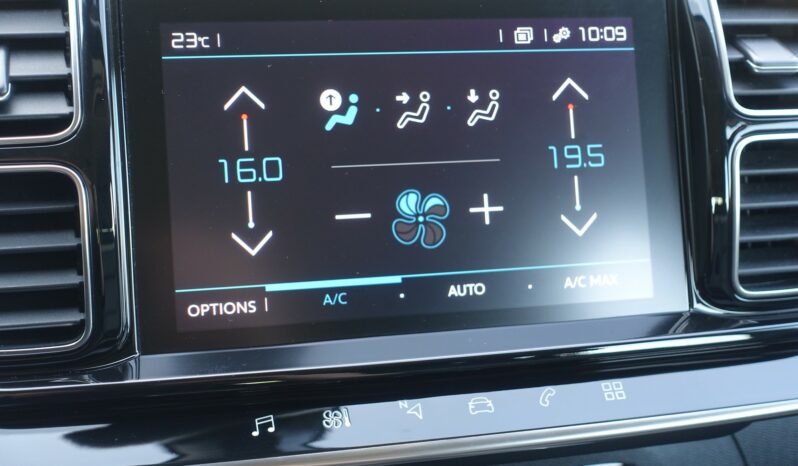 23°C 10:09
16.0 19.5
OPTIONS A/C AUTO A/C MAX
N